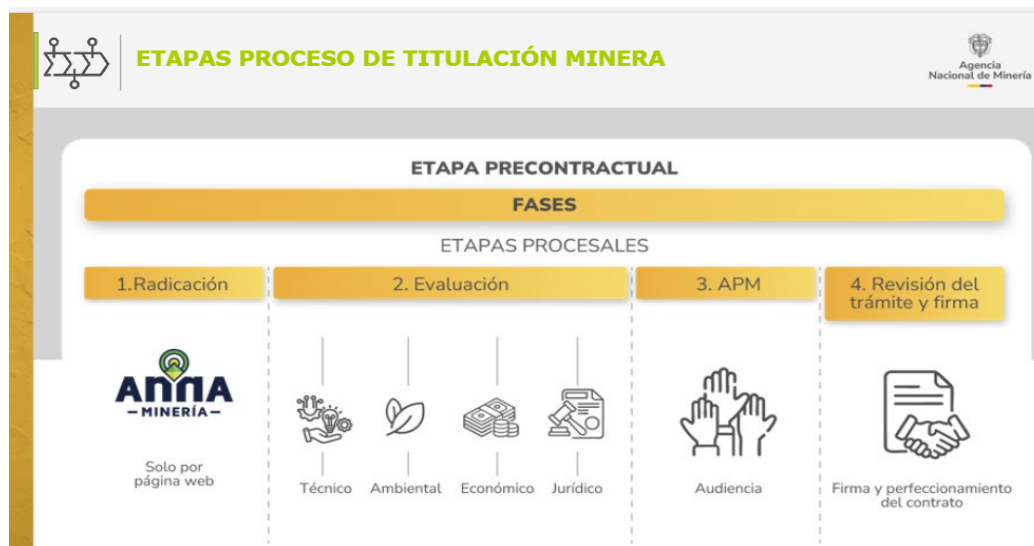 ETAPAS PROCESO DE TITULACIÓN MINERA
Agencia
Nacional de Minería
ETAPA PRECONTRACTUAL
FASES
ETAPAS PROCESALES
1.Radicación
2. Evaluación
3. APM
4. Revisión del
trámite y firma
ANNA
–MINERÍA–
Solo por
página web
Técnico
Ambiental
Económico
Jurídico
Audiencia
Firma y perfeccionamiento
del contrato